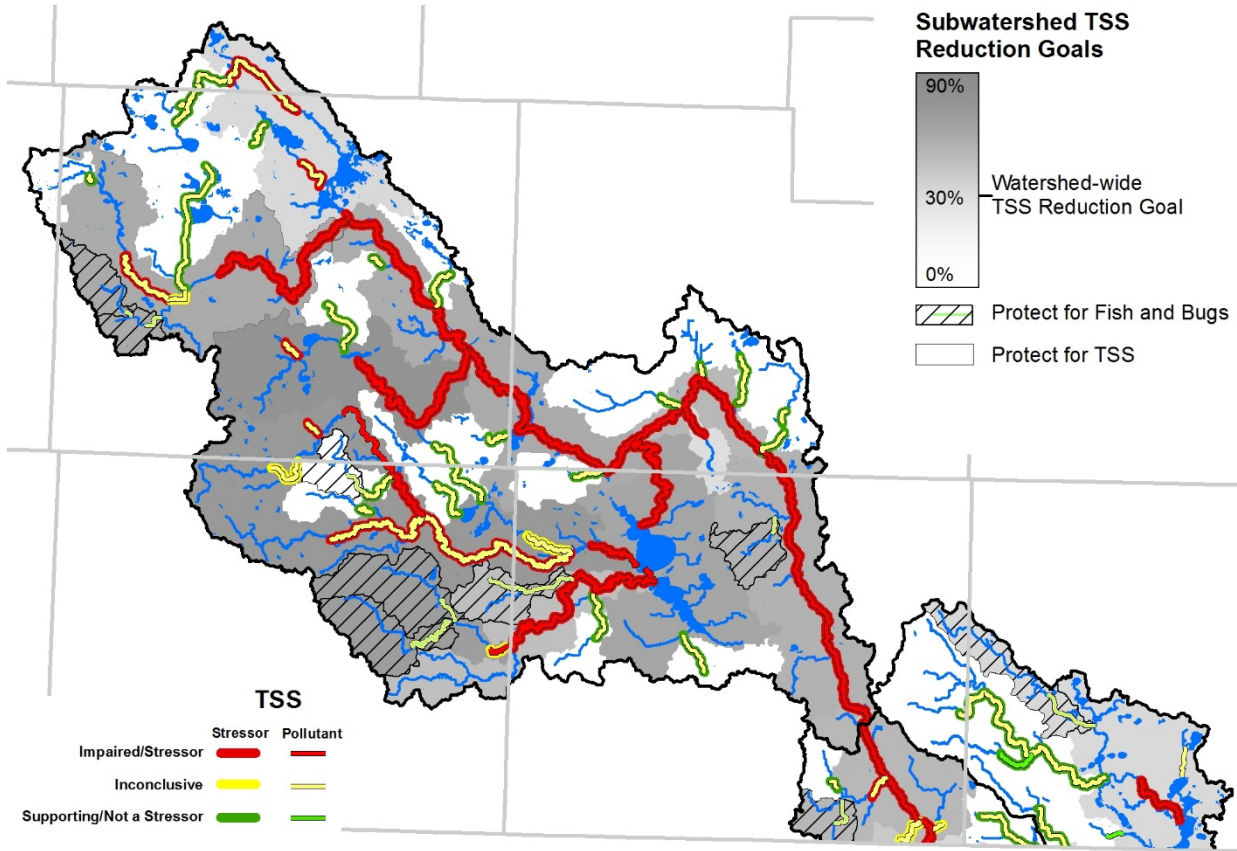 Subwatershed TSS
Reduction Goals
90%
30%
Watershed-wide
TSS Reduction Goal
0%
Protect for Fish and Bugs
Protect for TSS
TSS
Stressor Pollutant
Impaired/Stressor
Inconclusive
Supporting/Not a Stressor